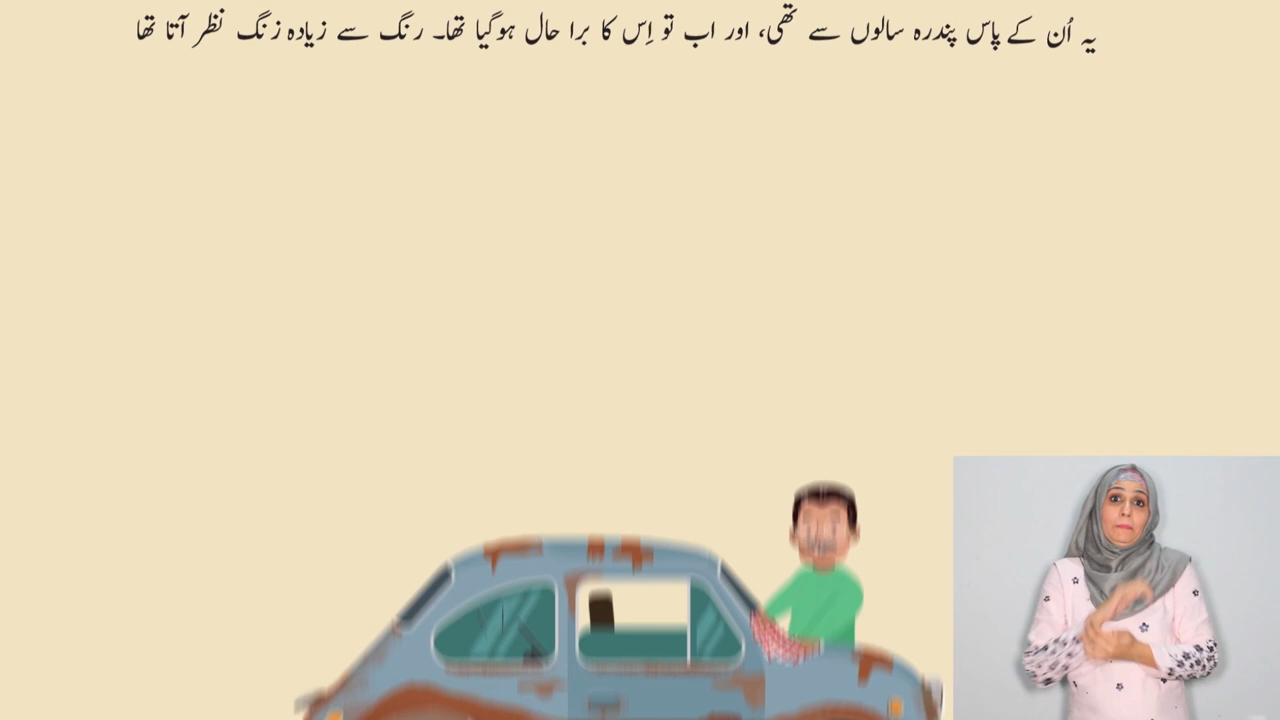 یہ اُن کے پاس پندرہ سالوں سے تھی، اور اب تو اِس کا برا حال ہوگیا تھا۔ رنگ سے زیادہ زنگ نظر آتا تھا